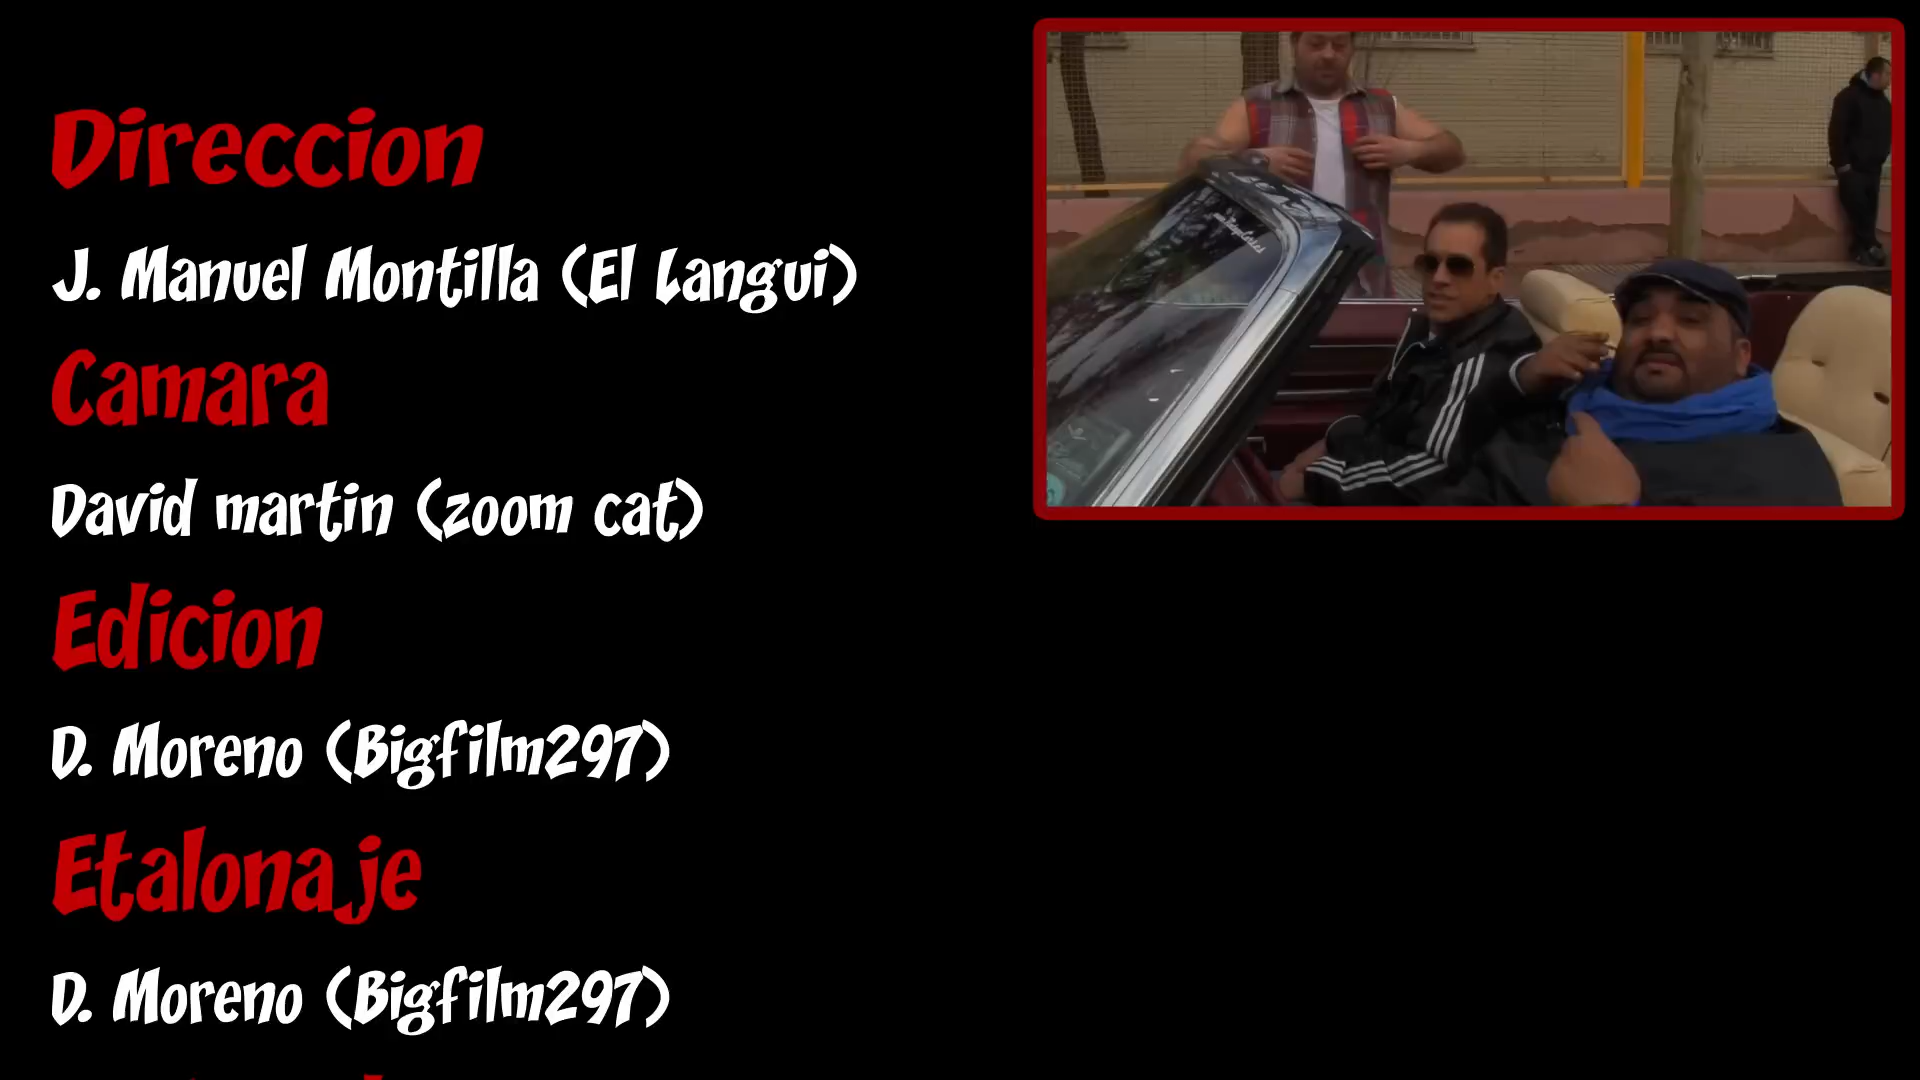 Direccion
J. Manuel Montilla (El Langui)
Camara
David martin (zoom cat)
Edicion
D. Moreno (Bigfilm297)
Etalonaje
D. Moreno (Bigfilm297)